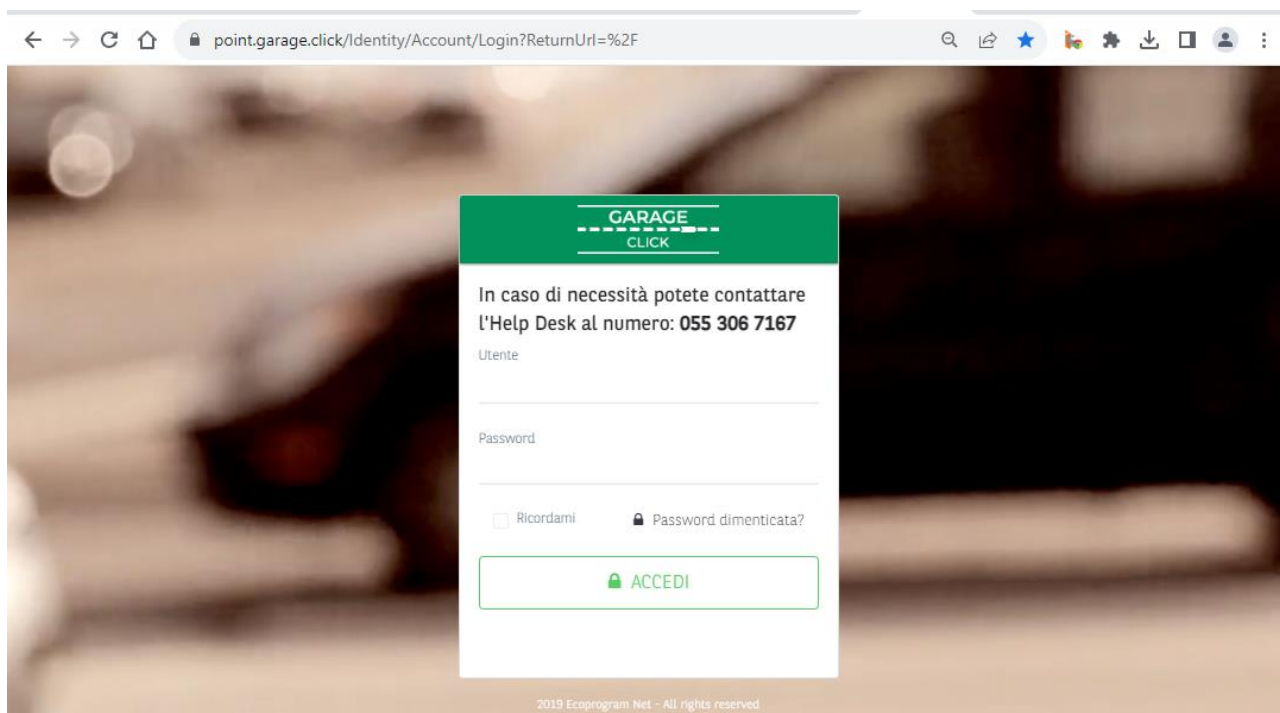 point.garage.click/Identity/Account/Login?ReturnUrl=%2F
GARAGE
CLICK
In caso di necessità potete contattare
l'Help Desk al numero: 055 306 7167
Utente
Password
Ricordami
Password dimenticata?
ACCEDI
2019 Ecoprogram Net - All rights reserved